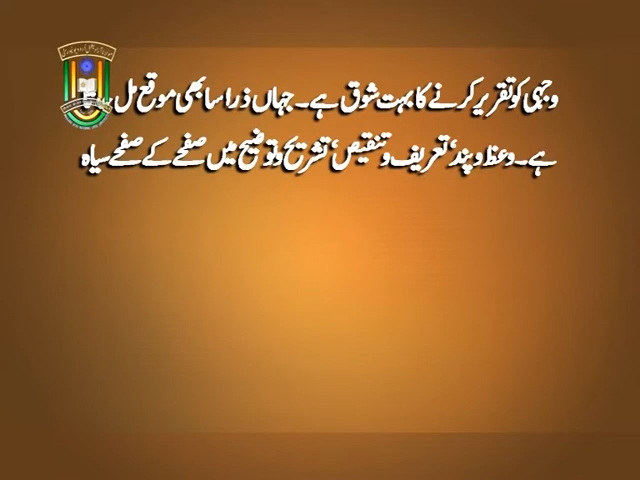 وجہی کو تقریر کرنے کا بہت شوق ہے۔ جہاں ذرا سا بھی موقع مل
ہے۔ وعظ و پند‘ تعریف و تنقیص‘ تشریح و توضیح میں صفحے کے صفحے سیاہ